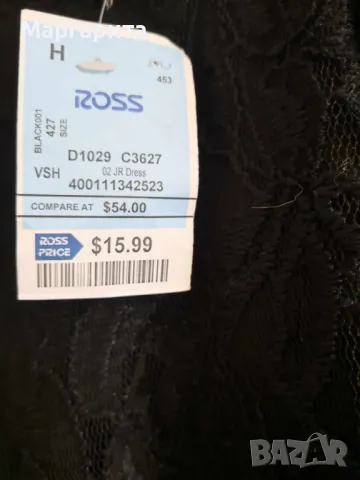 Маргарита
H
453
ROSS
BLACK001
427
SIZE
D1029 C3627
VSH 02 JR Dress
400111342523
COMPARE AT $54.00
ROSS PRICE $15.99
BAZAR
bg